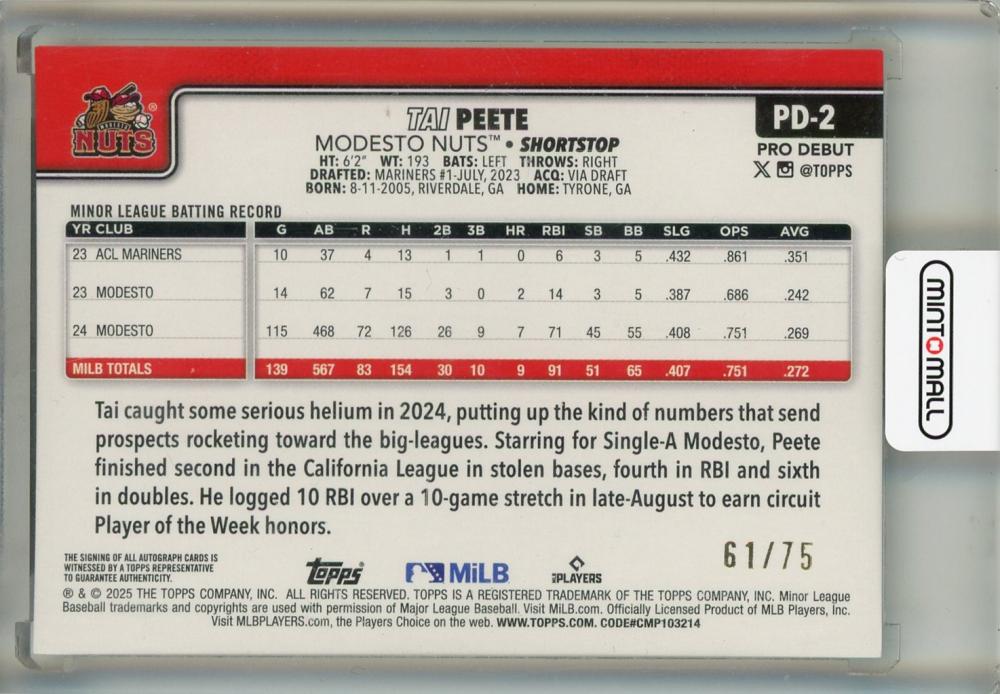 MODESTO
NUTS ®
TAI PEETE
MODESTO NUTS™ • SHORTSTOP
HT: 6'2" WT: 193 BATS: LEFT THROWS: RIGHT
DRAFTED: MARINERS #1-JULY, 2023 ACQ: VIA DRAFT
BORN: 8-11-2005, RIVERDALE, GA HOME: TYRONE, GA
PD-2
PRO DEBUT
@TOPPS
MINOR LEAGUE BATTING RECORD
YR CLUB G AB R H 2B 3B HR RBI SB BB SLG OPS AVG
23 ACL MARINERS 10 37 4 13 1 1 0 6 3 5 .432 .861 .351
23 MODESTO 14 62 7 15 3 0 2 14 3 5 .387 .686 .242
24 MODESTO 115 468 72 126 26 9 7 71 45 55 .408 .751 .269
MILB TOTALS 139 567 83 154 30 10 9 91 51 65 .407 .751 .272
Tai caught some serious helium in 2024, putting up the kind of numbers that send
prospects rocketing toward the big-leagues. Starring for Single-A Modesto, Peete
finished second in the California League in stolen bases, fourth in RBI and sixth
in doubles. He logged 10 RBI over a 10-game stretch in late-August to earn circuit
Player of the Week honors.
61/75
THE SIGNING OF ALL AUTOGRAPH CARDS IS
WITNESSED BY A TOPPS REPRESENTATIVE
TO GUARANTEE AUTHENTICITY.
Topps MiLB MLB PLAYERS
® & © 2025 THE TOPPS COMPANY, INC. ALL RIGHTS RESERVED. TOPPS IS A REGISTERED TRADEMARK OF THE TOPPS COMPANY, INC. Minor League
Baseball trademarks and copyrights are used with permission of Major League Baseball. Visit MiLB.com. Officially Licensed Product of MLB Players, Inc.
Visit MLBPLAYERS.com, the Players Choice on the web. WWW.TOPPS.COM. CODE#CMP103214
MINT MALL